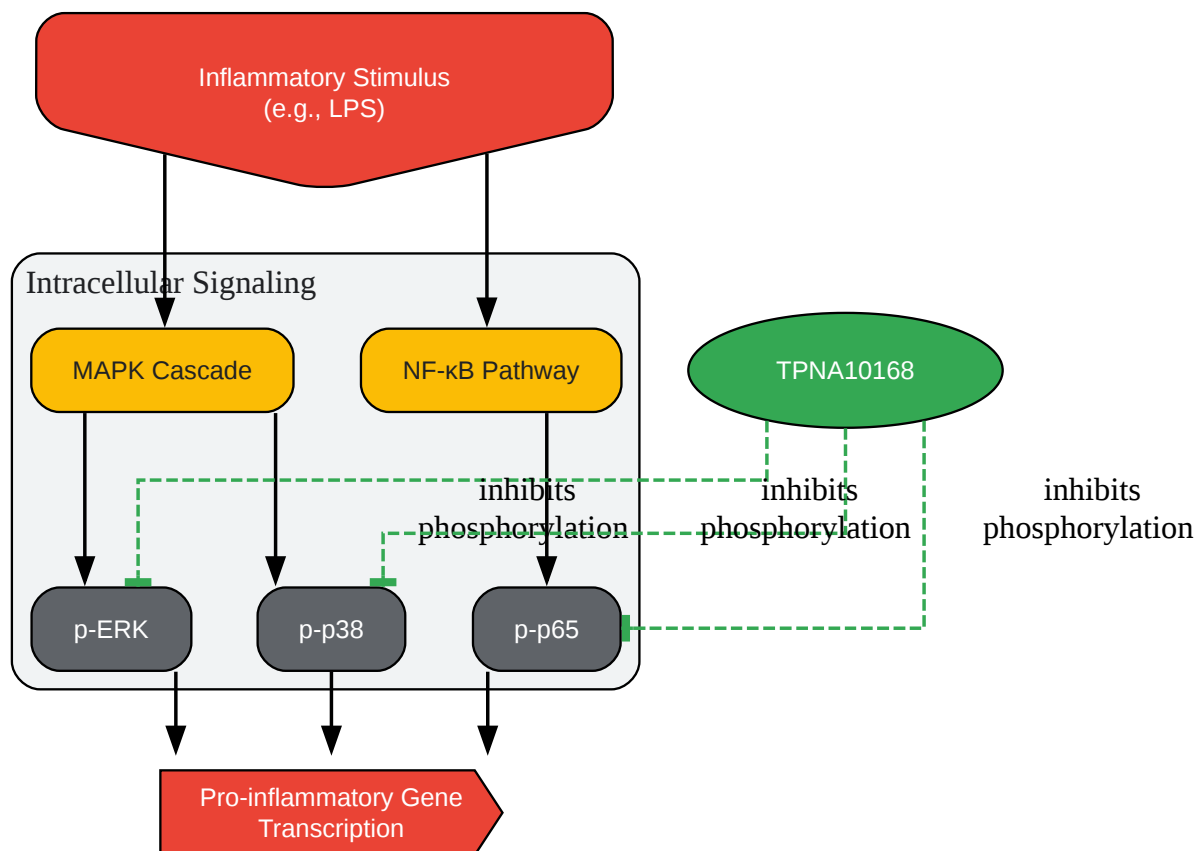 Inflammatory Stimulus
(e.g., LPS)
Intracellular Signaling
MAPK Cascade
NF-κB Pathway
TPNA10168
inhibits
phosphorylation
inhibits
phosphorylation
inhibits
phosphorylation
p-ERK
p-p38
p-p65
Pro-inflammatory Gene
Transcription